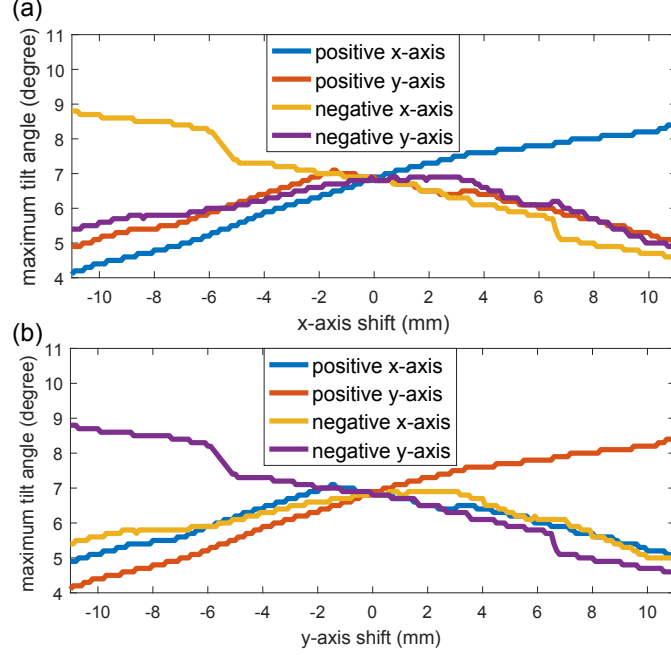 (a)
11
10
9
8
7
6
5
4
maximum tilt angle (degree)
positive x-axis
positive y-axis
negative x-axis
negative y-axis
-10 -8 -6 -4 -2 0 2 4 6 8 10
x-axis shift (mm)
(b)
11
10
9
8
7
6
5
4
maximum tilt angle (degree)
positive x-axis
positive y-axis
negative x-axis
negative y-axis
-10 -8 -6 -4 -2 0 2 4 6 8 10
y-axis shift (mm)